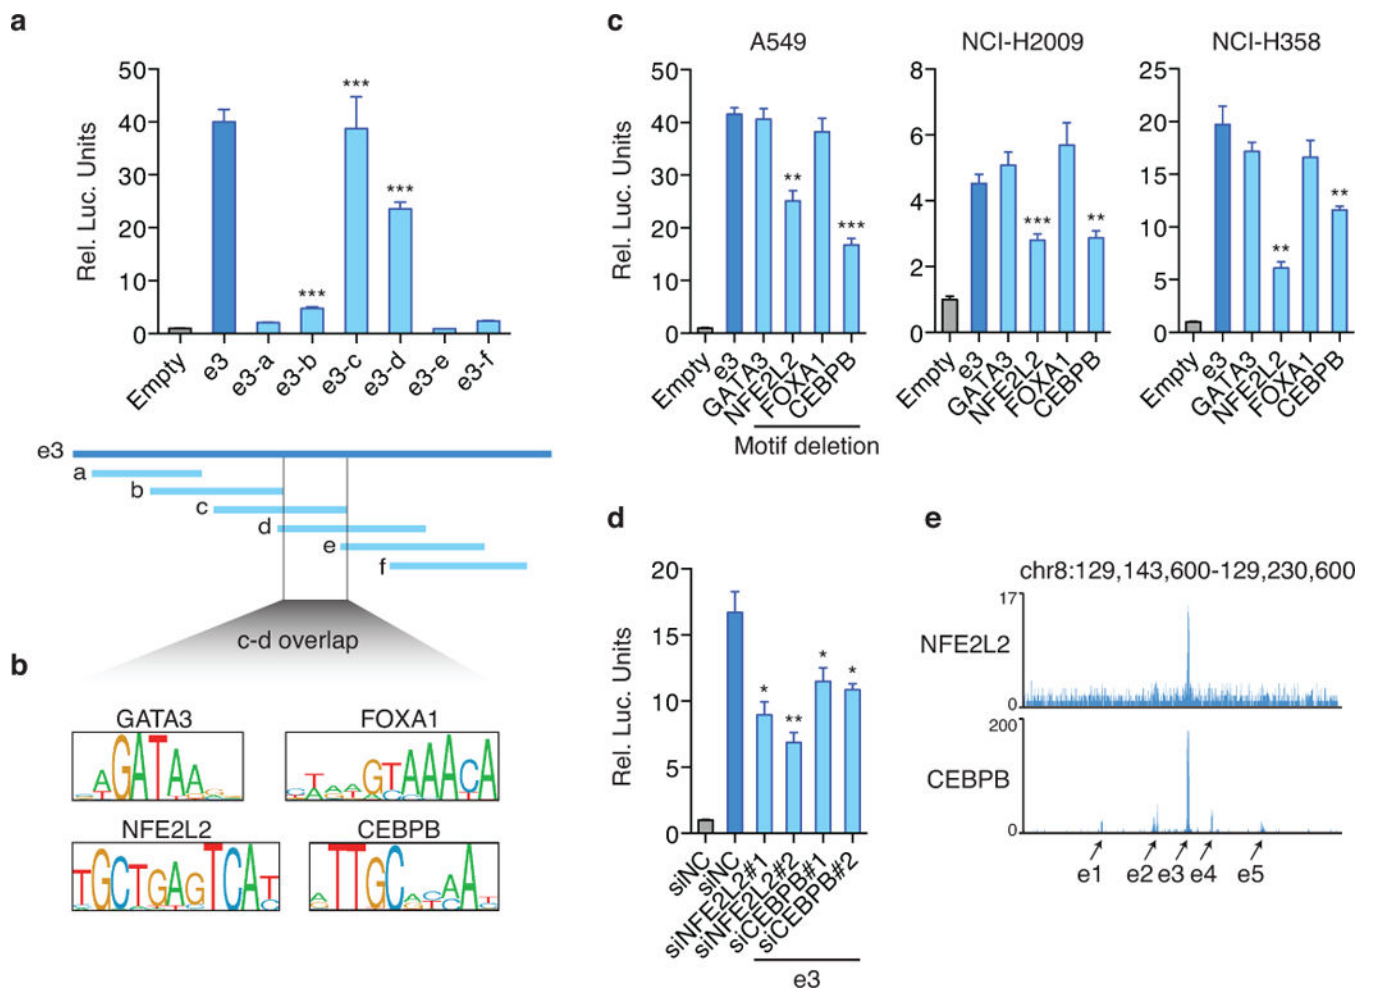 a
Rel. Luc. Units
50
40
30
20
10
0
***
***
***
Empty
e3
e3-a
e3-b
e3-c
e3-d
e3-e
e3-f
e3
a
b
c
d
e
f
c-d overlap
b
GATA3
FOXA1
NFE2L2
CEBPB
c
A549
Rel. Luc. Units
50
40
30
20
10
0
**
***
Empty
e3
GATA3
NFE2L2
FOXA1
CEBPB
Motif deletion
NCI-H2009
8
6
4
2
0
***
**
Empty
e3
GATA3
NFE2L2
FOXA1
CEBPB
NCI-H358
25
20
15
10
5
0
**
**
Empty
e3
GATA3
NFE2L2
FOXA1
CEBPB
d
Rel. Luc. Units
20
15
10
5
0
*
**
*
*
siNC
siNC
siNFE2L2#1
siNFE2L2#2
siCEBPB#1
siCEBPB#2
e3
e
chr8:129,143,600-129,230,600
17
NFE2L2
0
200
CEBPB
0
e1
e2
e3
e4
e5